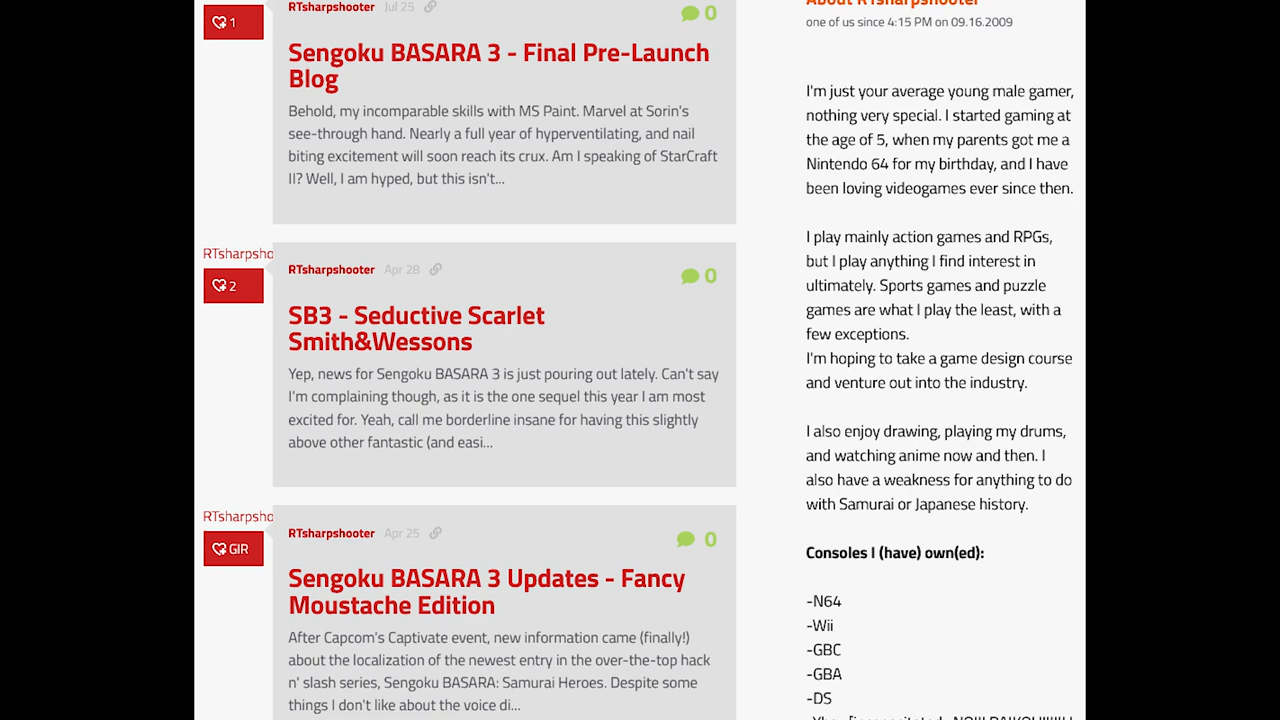 RTsharpshooter Jul 25
0
1
Sengoku BASARA 3 - Final Pre-Launch
Blog
Behold, my incomparable skills with MS Paint. Marvel at Sorin's
see-through hand. Nearly a full year of hyperventilating, and nail
biting excitement will soon reach its crux. Am I speaking of StarCraft
II? Well, I am hyped, but this isn't...
RTsharpsho
2
RTsharpshooter Apr 28
0
SB3 - Seductive Scarlet
Smith&Wessons
Yep, news for Sengoku BASARA 3 is just pouring out lately. Can't say
I'm complaining though, as it is the one sequel this year I am most
excited for. Yeah, call me borderline insane for having this slightly
above other fantastic (and easi...
RTsharpsho
GIR
RTsharpshooter Apr 25
0
Sengoku BASARA 3 Updates - Fancy
Moustache Edition
After Capcom's Captivate event, new information came (finally!)
about the localization of the newest entry in the over-the-top hack
n' slash series, Sengoku BASARA: Samurai Heroes. Despite some
things I don't like about the voice di...
About RTsharpshooter
one of us since 4:15 PM on 09.16.2009
I'm just your average young male gamer,
nothing very special. I started gaming at
the age of 5, when my parents got me a
Nintendo 64 for my birthday, and I have
been loving videogames ever since then.
I play mainly action games and RPGs,
but I play anything I find interest in
ultimately. Sports games and puzzle
games are what I play the least, with a
few exceptions.
I'm hoping to take a game design course
and venture out into the industry.
I also enjoy drawing, playing my drums,
and watching anime now and then. I
also have a weakness for anything to do
with Samurai or Japanese history.
Consoles I (have) own(ed):
-N64
-Wii
-GBC
-GBA
-DS